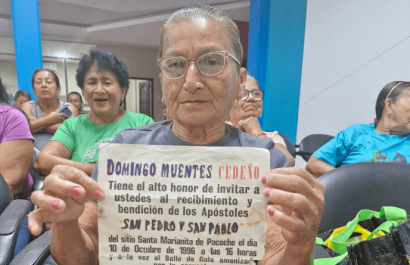 DOMINGO MUENTES CEDEÑO
Tiene el alto honor de invitar a
ustedes al recibimiento y
bendición de los Apóstoles
SAN PEDRO Y SAN PABLO
del sitio Santa Marianita de Pacoche el dia
10 de Octubre de 1996 a las 16 horas
y a la vez al Baile de Gala